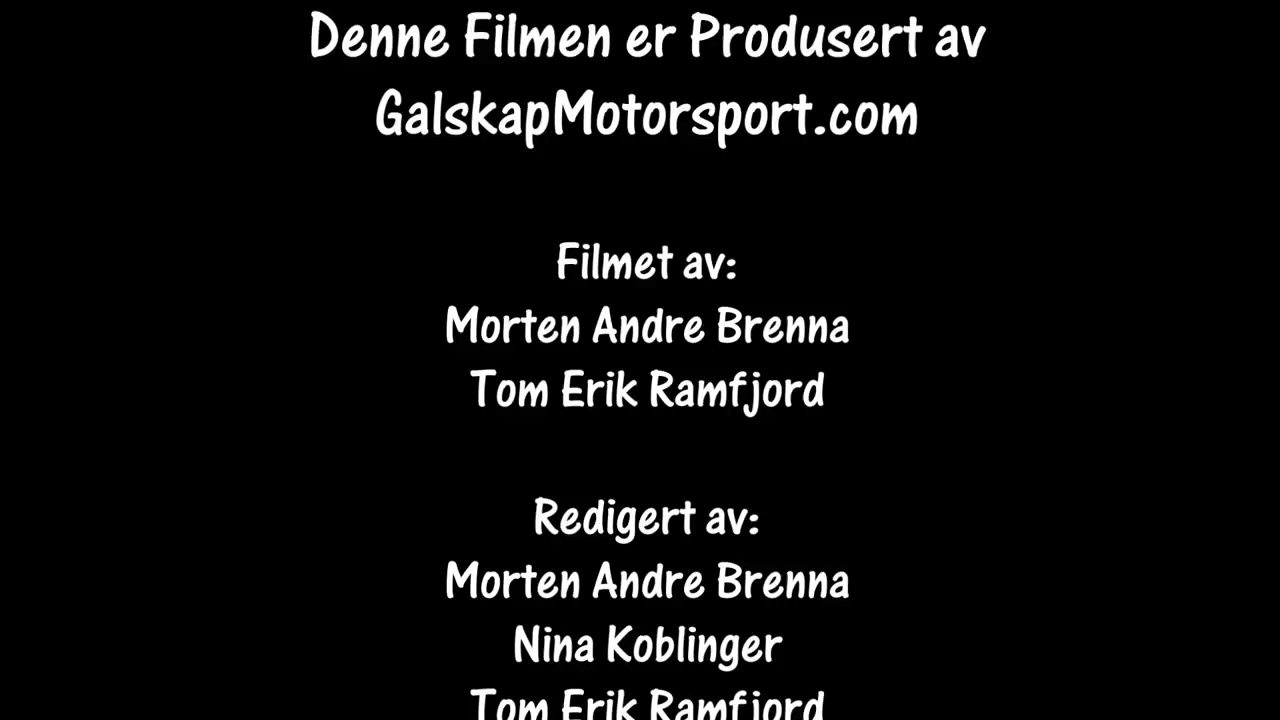 Denne Filmen er Produsert av
GalskapMotorsport.com
Filmet av:
Morten Andre Brenna
Tom Erik Ramfjord
Redigert av:
Morten Andre Brenna
Nina Koblinger
Tom Erik Ramfjord